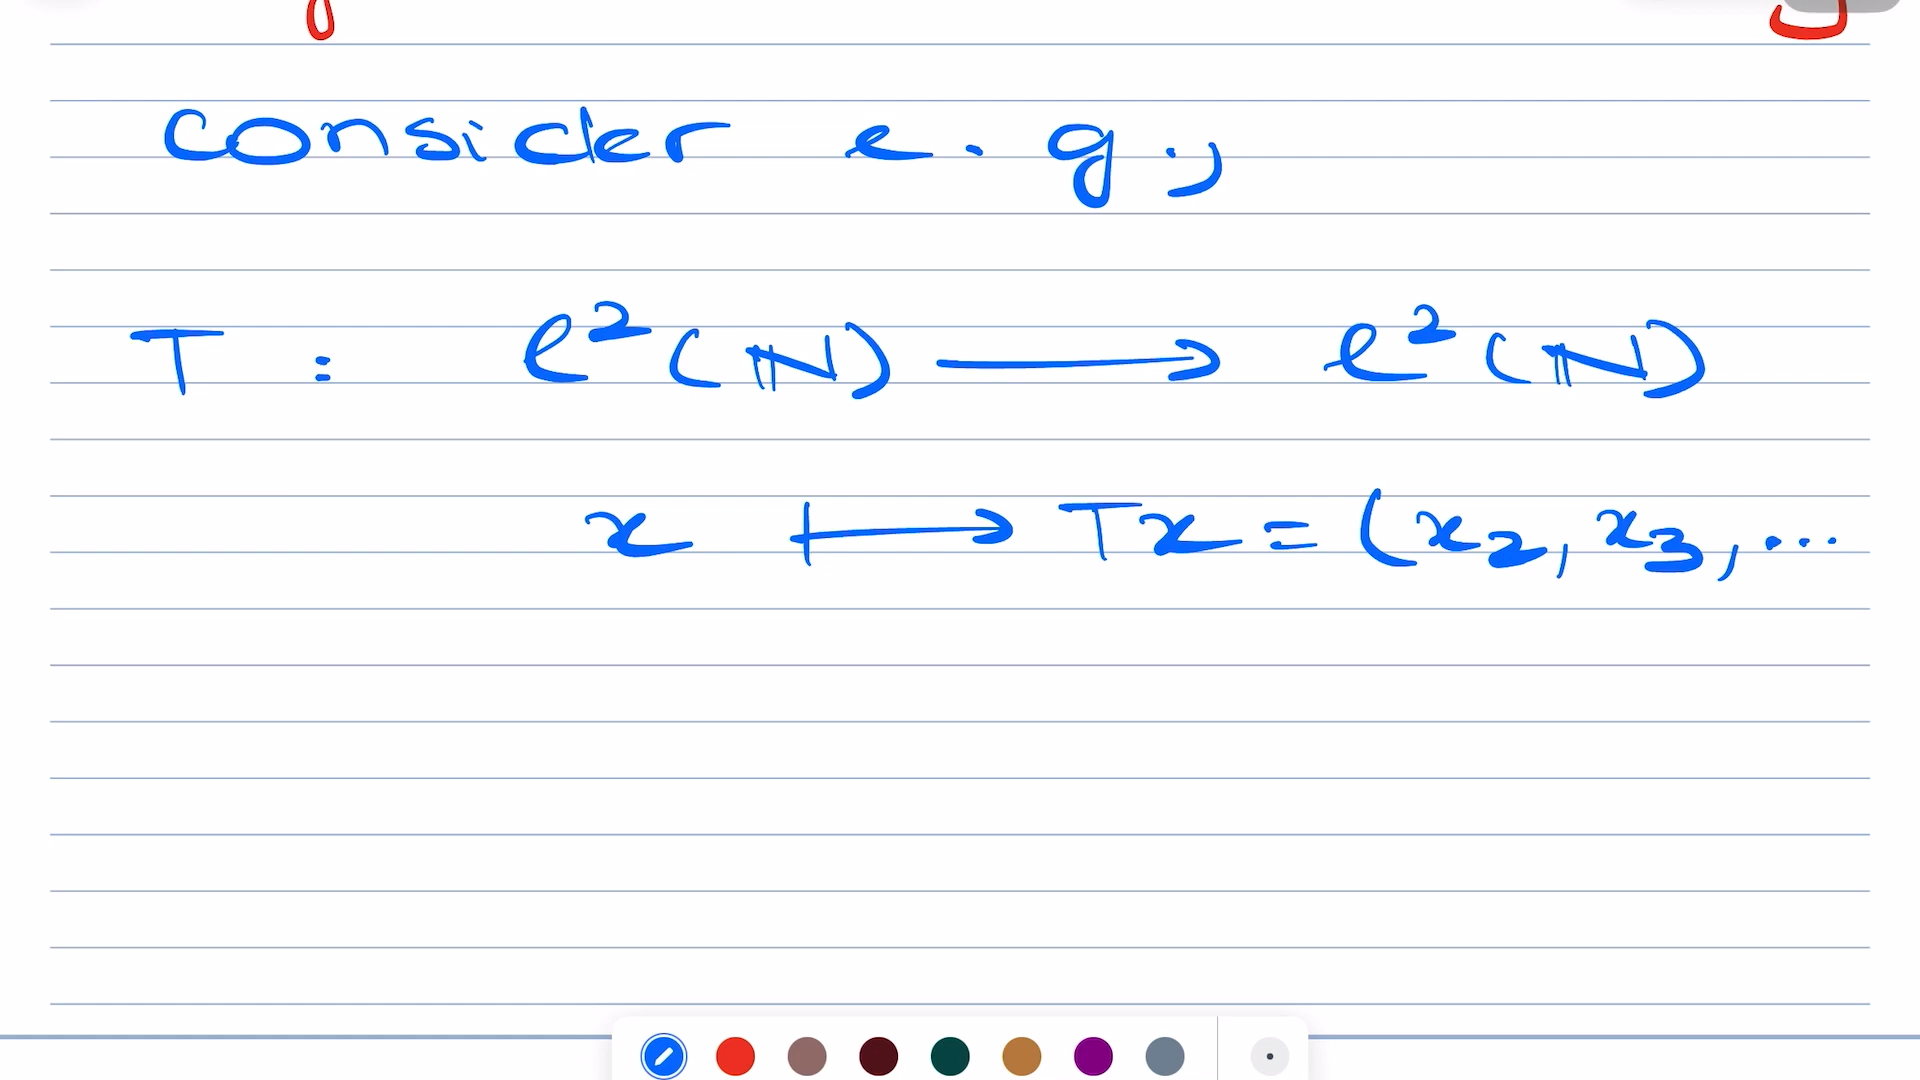 consider e.g.,
T : ℓ²(ℕ) ⟶ ℓ²(ℕ)
x ⟼ Tx = (x₂, x₃, ...